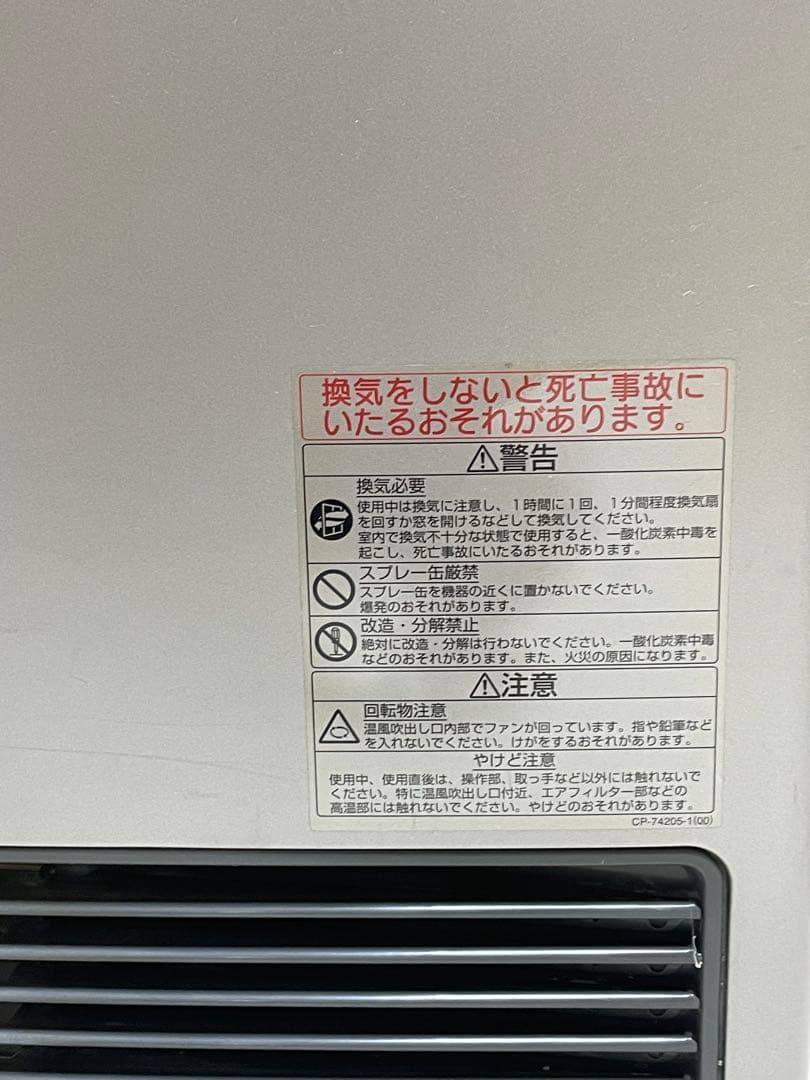 換気をしないと死亡事故に
いたるおそれがあります。
⚠警告
換気必要
使用中は換気に注意し、1時間に1回、1分間程度換気扇
を回すか窓を開けるなどして換気してください。
室内で換気不十分な状態で使用すると、一酸化炭素中毒を
起こし、死亡事故にいたるおそれがあります。
スプレー缶厳禁
スプレー缶を機器の近くに置かないでください。
爆発のおそれがあります。
改造・分解禁止
絶対に改造・分解は行わないでください。一酸化炭素中毒
などのおそれがあります。また、火災の原因になります。
⚠注意
回転物注意
温風吹出し口内部でファンが回っています。指や鉛筆など
を入れないでください。けがをするおそれがあります。
やけど注意
使用中、使用直後は、操作部、取っ手など以外には触れないで
ください。特に温風吹出し口付近、エアフィルター部などの
高温部には触れないでください。やけどのおそれがあります。
CP-74205-1(00)